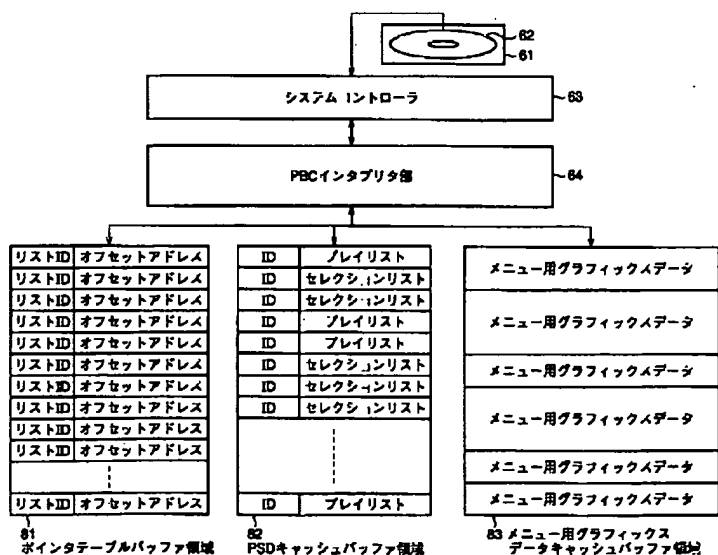 62
61
システムコントローラ
63
PBCインタプリタ部
64
リストID オフセットアドレス
リストID オフセットアドレス
リストID オフセットアドレス
リストID オフセットアドレス
リストID オフセットアドレス
リストID オフセットアドレス
リストID オフセットアドレス
リストID オフセットアドレス
リストID オフセットアドレス
リストID オフセットアドレス
リストID オフセットアドレス
81
ポインタテーブルバッファ領域
ID プレイリスト
ID セレクションリスト
ID セレクションリスト
ID プレイリスト
ID プレイリスト
ID セレクションリスト
ID セレクションリスト
ID セレクションリスト
ID プレイリスト
82
PSDキャッシュバッファ領域
メニュー用グラフィックスデータ
メニュー用グラフィックスデータ
メニュー用グラフィックスデータ
メニュー用グラフィックスデータ
メニュー用グラフィックスデータ
メニュー用グラフィックスデータ
83 メニュー用グラフィックス
データキャッシュバッファ領域